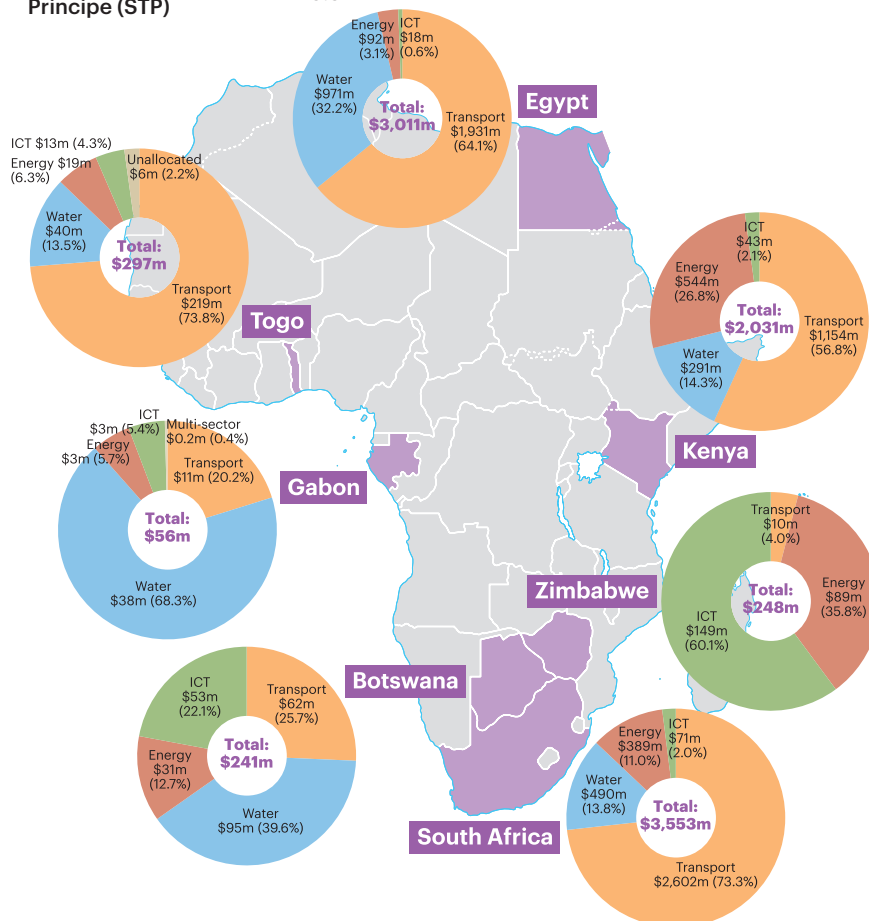 Principe (STP)
Energy
$92m
(3.1%)
ICT
$18m
(0.6%)
Water
$971m
(32.2%)
Total:
$3,011m
Transport
$1,931m
(64.1%)
Egypt
ICT $13m (4.3%)
Energy $19m
(6.3%)
Unallocated
$6m (2.2%)
Water
$40m
(13.5%)
Total:
$297m
Transport
$219m
(73.8%)
Togo
ICT
$43m
(2.1%)
Energy
$544m
(26.8%)
Total:
$2,031m
Transport
$1,154m
(56.8%)
Water
$291m
(14.3%)
Kenya
ICT
$3m (5.4%)
Energy
$3m (5.7%)
Multi-sector
$0.2m (0.4%)
Transport
$11m (20.2%)
Total:
$56m
Water
$38m (68.3%)
Gabon
Transport
$10m
(4.0%)
Energy
$89m
(35.8%)
Total:
$248m
ICT
$149m
(60.1%)
Zimbabwe
Botswana
ICT
$53m
(22.1%)
Transport
$62m
(25.7%)
Total:
$241m
Energy
$31m
(12.7%)
Water
$95m (39.6%)
ICT
$71m
(2.0%)
Energy
$389m
(11.0%)
Water
$490m
(13.8%)
Total:
$3,553m
Transport
$2,602m (73.3%)
South Africa